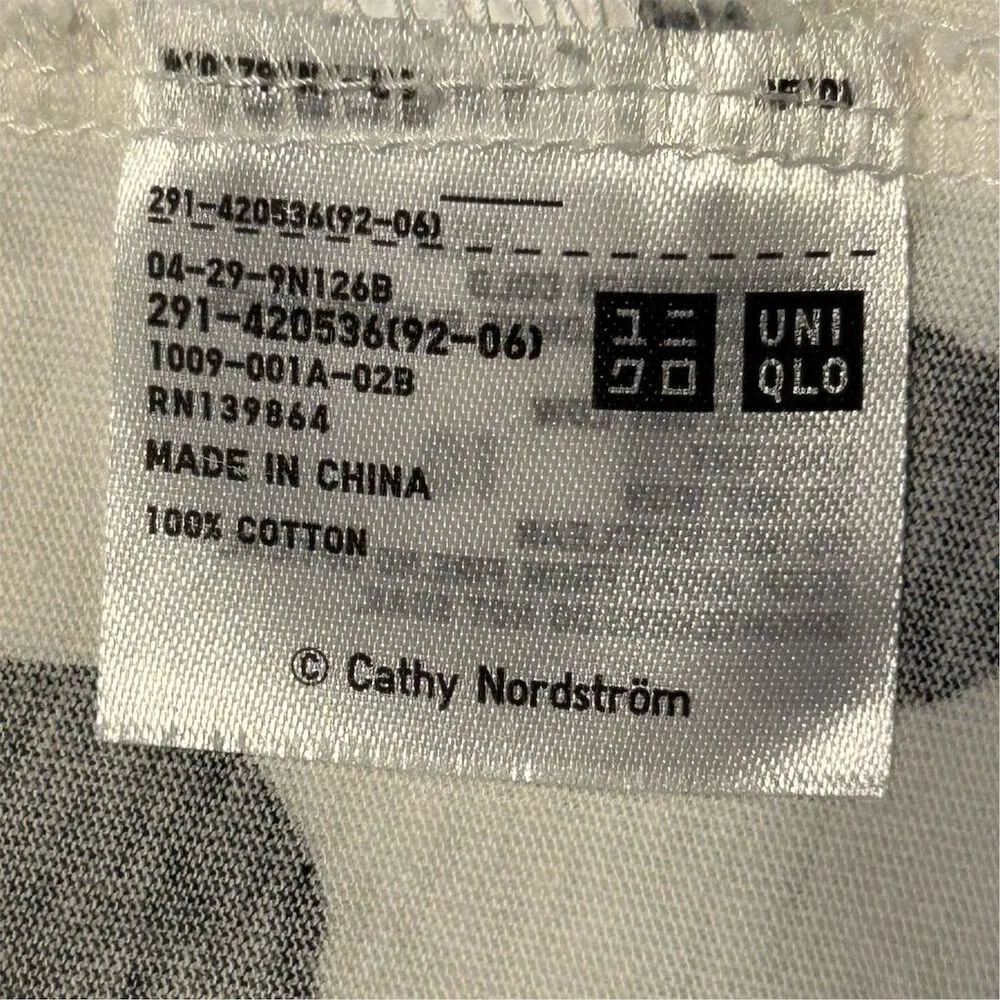 291-420536(92-06)
04-29-9N126B
291-420536(92-06)
1009-001A-02B
RN139864
MADE IN CHINA
100% COTTON
ユニ
クロ
UNI
QLO
© Cathy Nordström